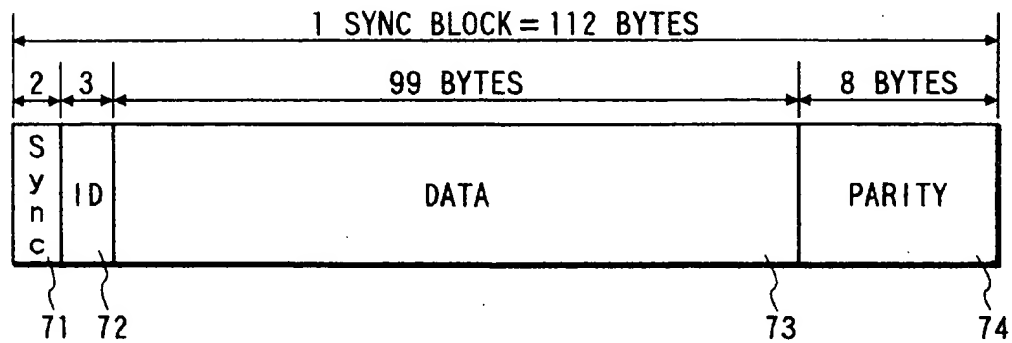 1 SYNC BLOCK = 112 BYTES
2 3 99 BYTES 8 BYTES
Sync ID DATA PARITY
71 72 73 74